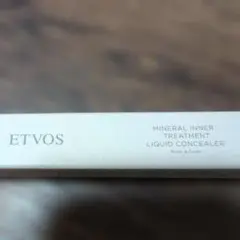 ETVOS
MINERAL INNER
TREATMENT
LIQUID CONCEALER